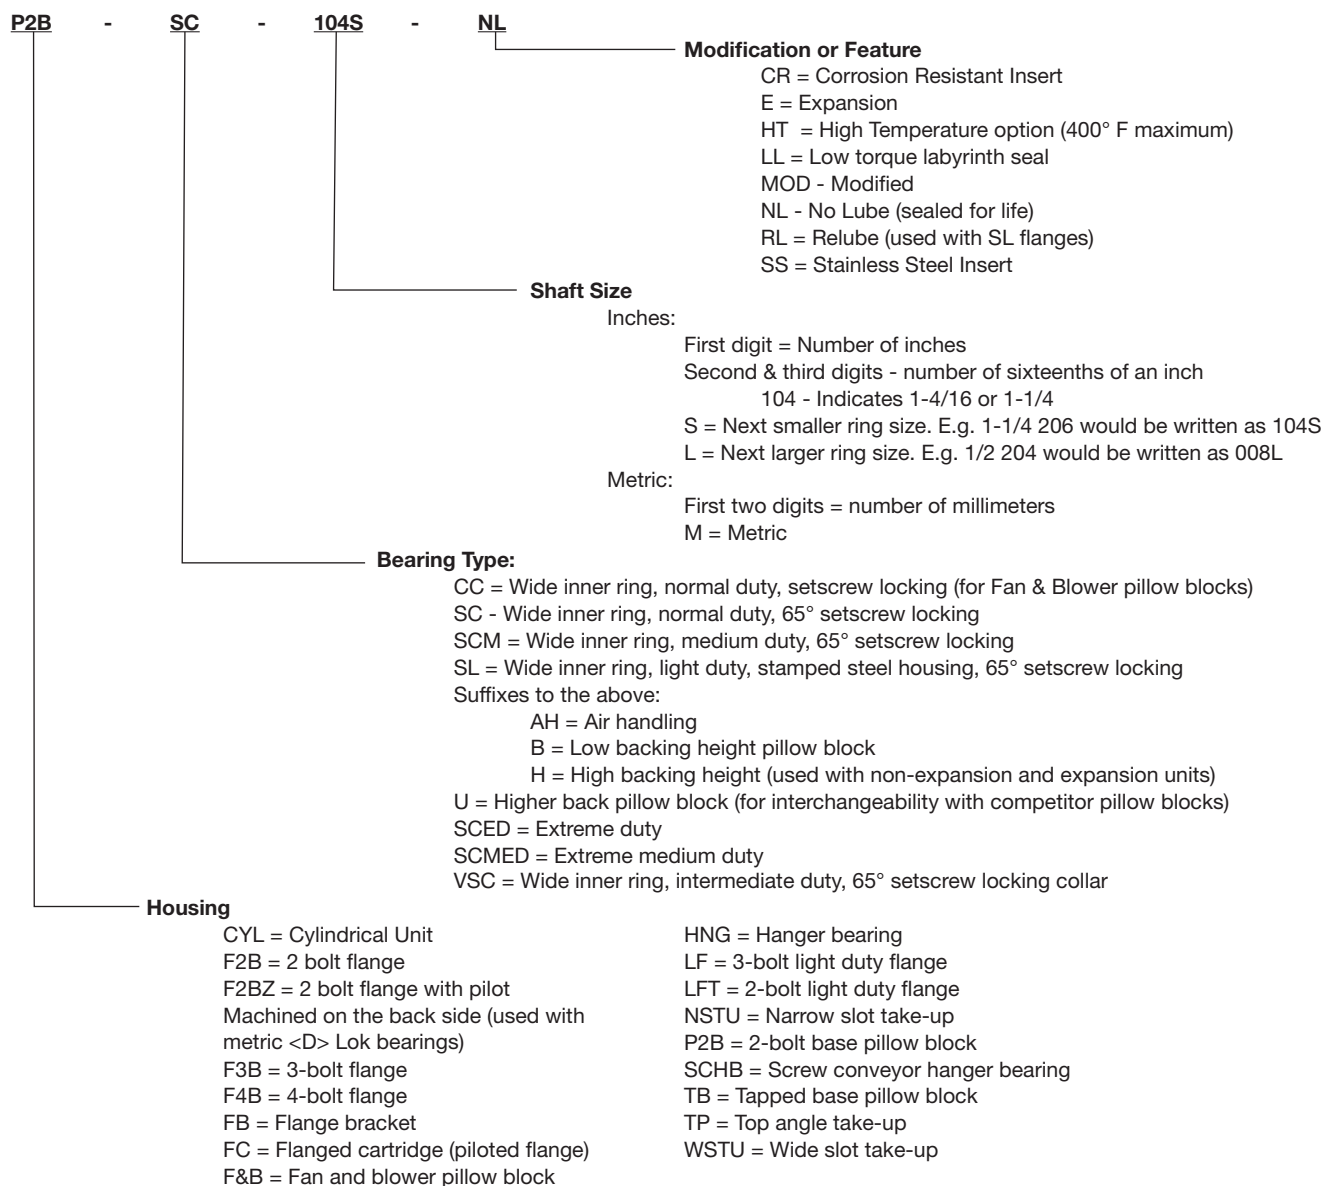 P2B - SC - 104S - NL
Modification or Feature
CR = Corrosion Resistant Insert
E = Expansion
HT = High Temperature option (400° F maximum)
LL = Low torque labyrinth seal
MOD - Modified
NL - No Lube (sealed for life)
RL = Relube (used with SL flanges)
SS = Stainless Steel Insert
Shaft Size
Inches:
First digit = Number of inches
Second & third digits - number of sixteenths of an inch
104 - Indicates 1-4/16 or 1-1/4
S = Next smaller ring size. E.g. 1-1/4 206 would be written as 104S
L = Next larger ring size. E.g. 1/2 204 would be written as 008L
Metric:
First two digits = number of millimeters
M = Metric
Bearing Type:
CC = Wide inner ring, normal duty, setscrew locking (for Fan & Blower pillow blocks)
SC - Wide inner ring, normal duty, 65° setscrew locking
SCM = Wide inner ring, medium duty, 65° setscrew locking
SL = Wide inner ring, light duty, stamped steel housing, 65° setscrew locking
Suffixes to the above:
AH = Air handling
B = Low backing height pillow block
H = High backing height (used with non-expansion and expansion units)
U = Higher back pillow block (for interchangeability with competitor pillow blocks)
SCED = Extreme duty
SCMED = Extreme medium duty
VSC = Wide inner ring, intermediate duty, 65° setscrew locking collar
Housing
CYL = Cylindrical Unit
F2B = 2 bolt flange
F2BZ = 2 bolt flange with pilot
Machined on the back side (used with
metric <D> Lok bearings)
F3B = 3-bolt flange
F4B = 4-bolt flange
FB = Flange bracket
FC = Flanged cartridge (piloted flange)
F&B = Fan and blower pillow block
HNG = Hanger bearing
LF = 3-bolt light duty flange
LFT = 2-bolt light duty flange
NSTU = Narrow slot take-up
P2B = 2-bolt base pillow block
SCHB = Screw conveyor hanger bearing
TB = Tapped base pillow block
TP = Top angle take-up
WSTU = Wide slot take-up